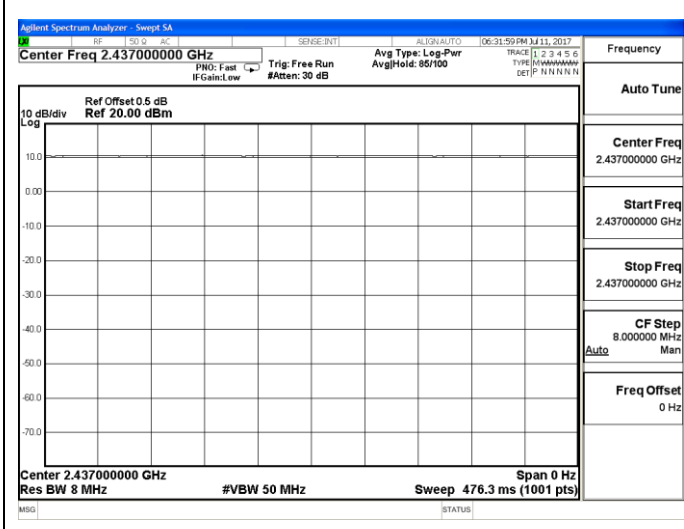 Agilent Spectrum Analyzer - Swept SA
RF 50 Ω AC SENSE:INT ALIGN AUTO 06:31:59 PM Jul 11, 2017
Center Freq 2.437000000 GHz
PNO: Fast
IFGain:Low
Trig: Free Run
#Atten: 30 dB
Avg Type: Log-Pwr
Avg|Hold: 85/100
TRACE 1 2 3 4 5 6
TYPE M
DET P N N N N N
Ref Offset 0.5 dB
10 dB/div Ref 20.00 dBm
Log
10.0
0.00
-10.0
-20.0
-30.0
-40.0
-50.0
-60.0
-70.0
Center 2.437000000 GHz Span 0 Hz
Res BW 8 MHz #VBW 50 MHz Sweep 476.3 ms (1001 pts)
MSG STATUS
Frequency
Auto Tune
Center Freq
2.437000000 GHz
Start Freq
2.437000000 GHz
Stop Freq
2.437000000 GHz
CF Step
8.000000 MHz
Auto Man
Freq Offset
0 Hz